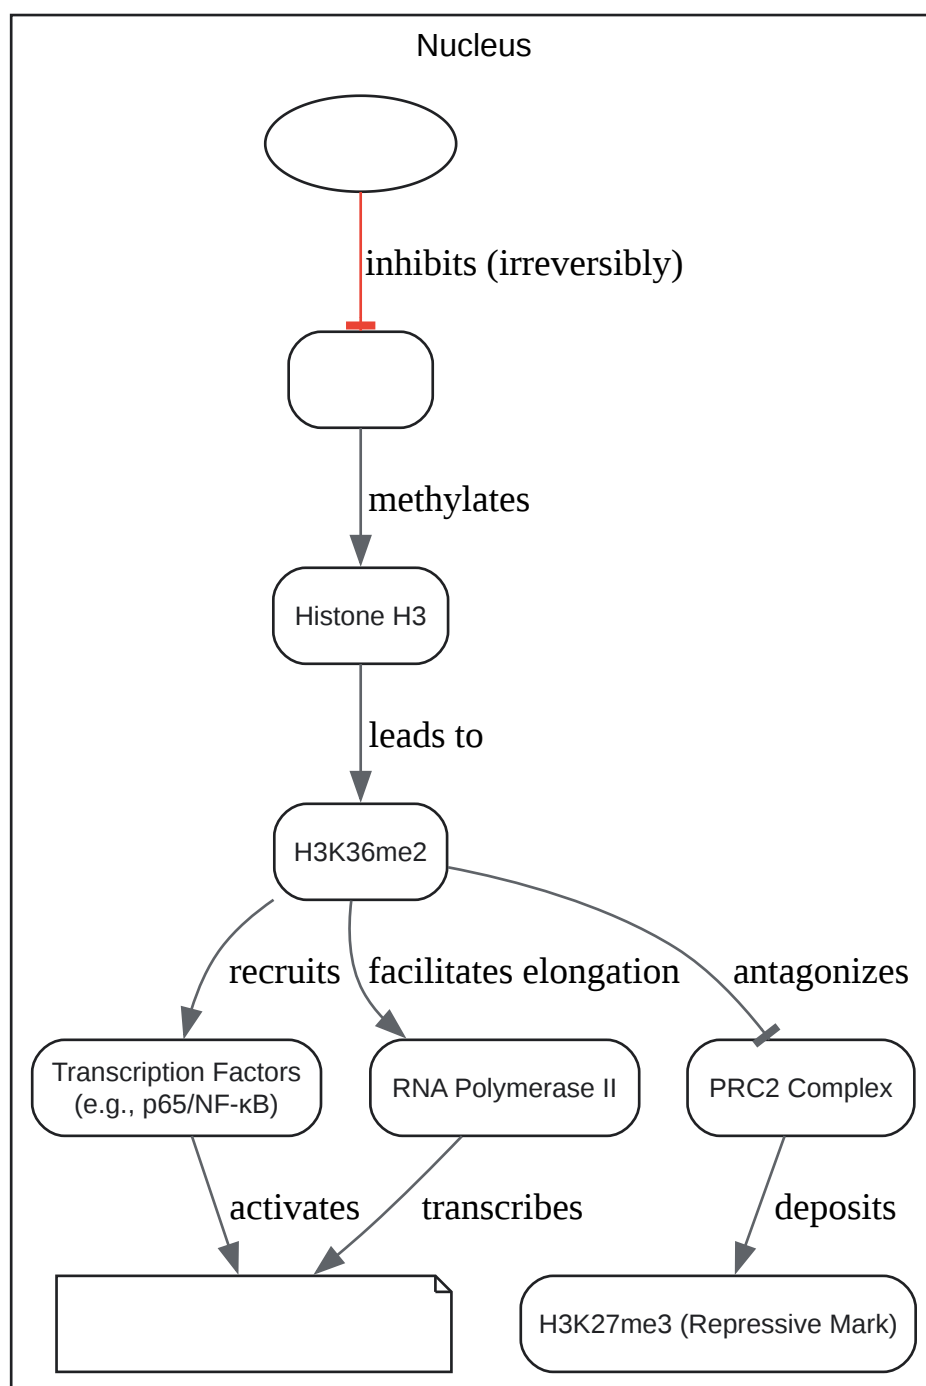 Nucleus
inhibits (irreversibly)
methylates
Histone H3
leads to
H3K36me2
recruits
facilitates elongation
antagonizes
Transcription Factors
(e.g., p65/NF-κB)
RNA Polymerase II
PRC2 Complex
activates
transcribes
deposits
H3K27me3 (Repressive Mark)